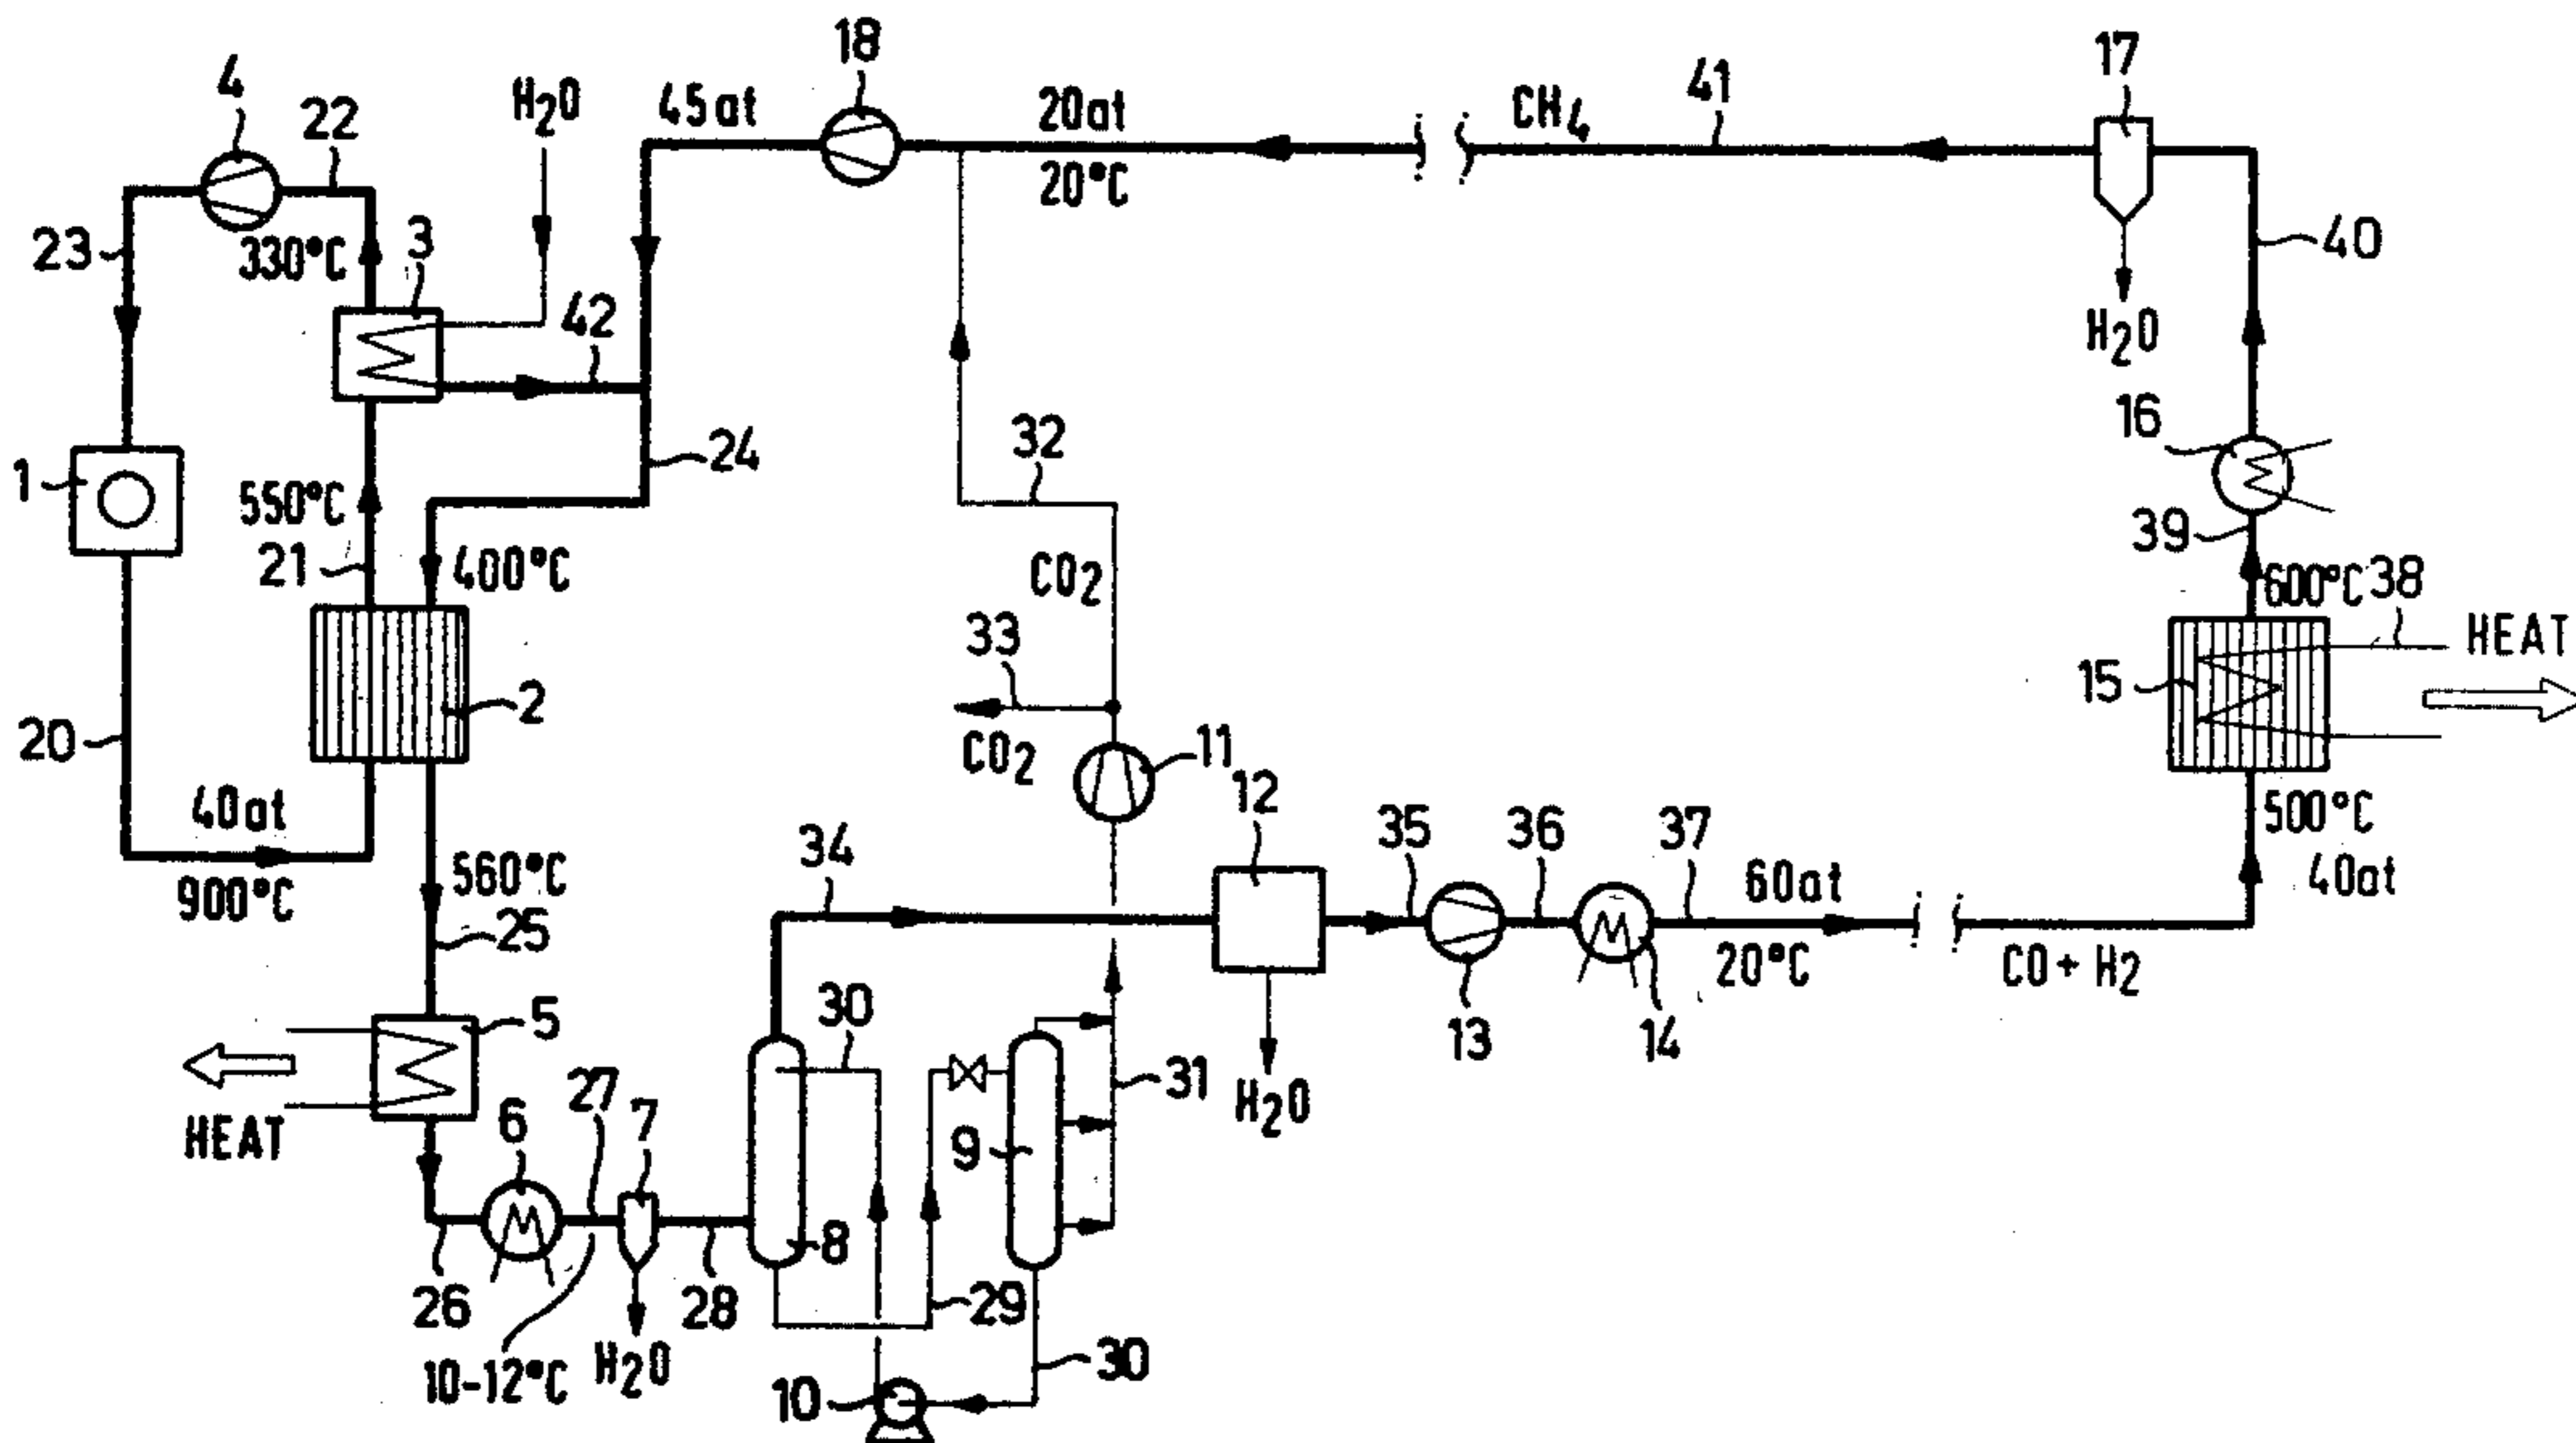 18
17
4
22
H₂O
45at
20at
20°C
CH₄
41
23
330°C
3
42
40
H₂O
1
550°C
21
400°C
24
32
16
39
CO₂
600°C
38
HEAT
33
15
2
20
CO₂
11
12
40at
900°C
560°C
25
34
35
36
37
60at
20°C
500°C
40at
CO + H₂
13
14
5
30
31
H₂O
HEAT
6
27
7
9
8
26
28
29
10-12°C
H₂O
30
10